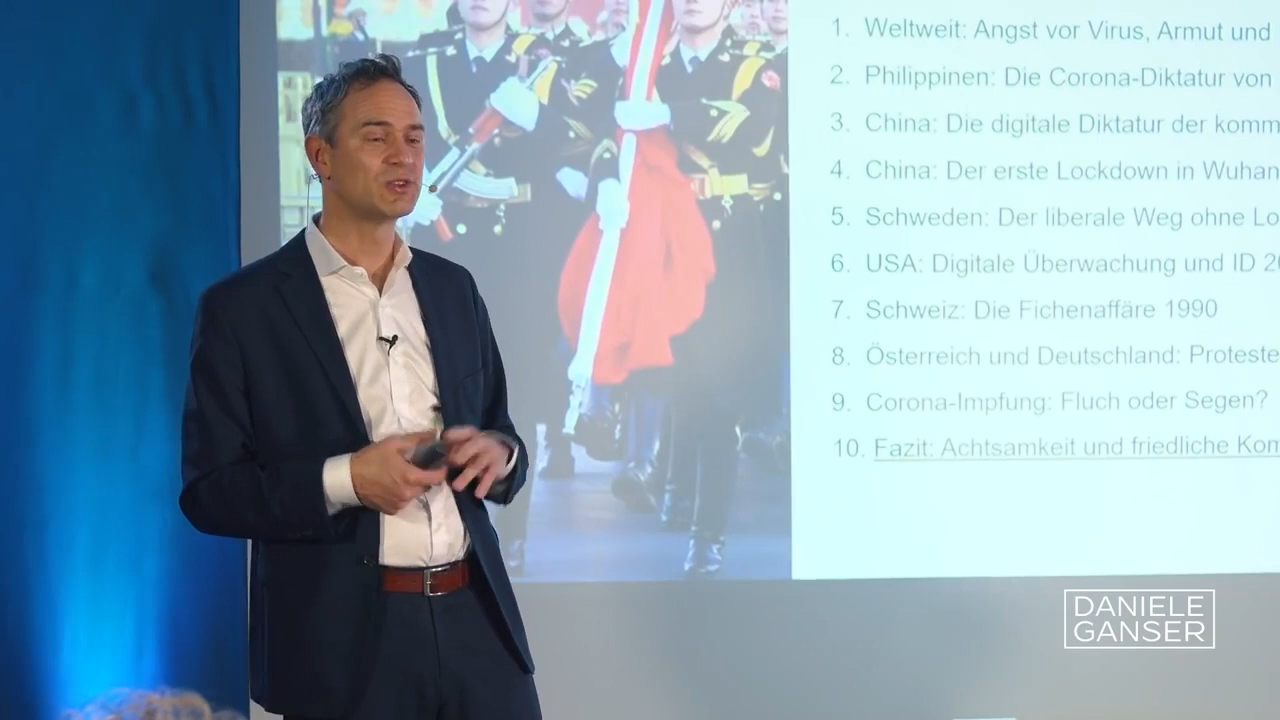 1. Weltweit: Angst vor Virus, Armut und
2. Philippinen: Die Corona-Diktatur von
3. China: Die digitale Diktatur der komm
4. China: Der erste Lockdown in Wuhan
5. Schweden: Der liberale Weg ohne Lo
6. USA: Digitale Überwachung und ID 20
7. Schweiz: Die Fichenaffäre 1990
8. Österreich und Deutschland: Proteste
9. Corona-Impfung: Fluch oder Segen?
10. Fazit: Achtsamkeit und friedliche Kon
DANIELE
GANSER